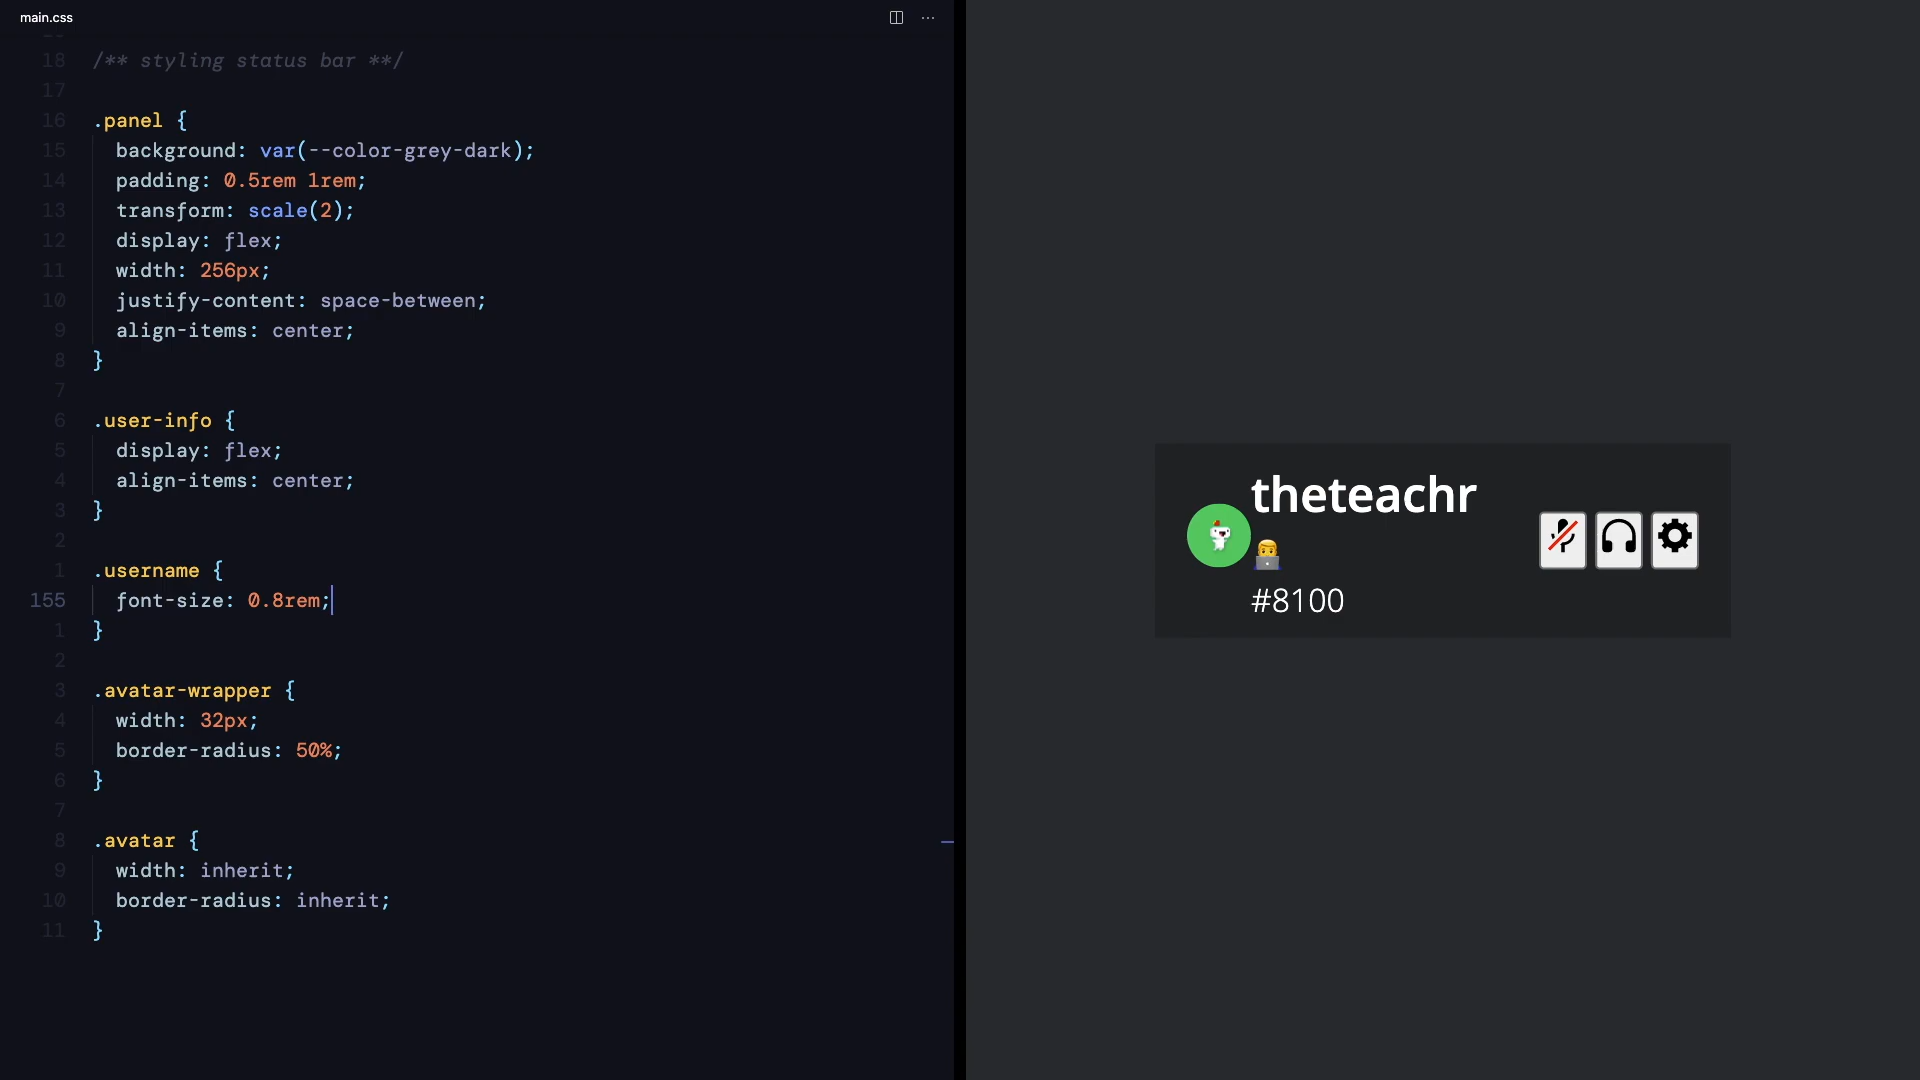 main.css
18 /** styling status bar **/
17
16 .panel {
15 background: var(--color-grey-dark);
14 padding: 0.5rem 1rem;
13 transform: scale(2);
12 display: flex;
11 width: 256px;
10 justify-content: space-between;
9 align-items: center;
8 }
7
6 .user-info {
5 display: flex;
4 align-items: center;
3 }
2
1 .username {
155 font-size: 0.8rem;
1 }
2
3 .avatar-wrapper {
4 width: 32px;
5 border-radius: 50%;
6 }
7
8 .avatar {
9 width: inherit;
10 border-radius: inherit;
11 }
theteachr
#8100